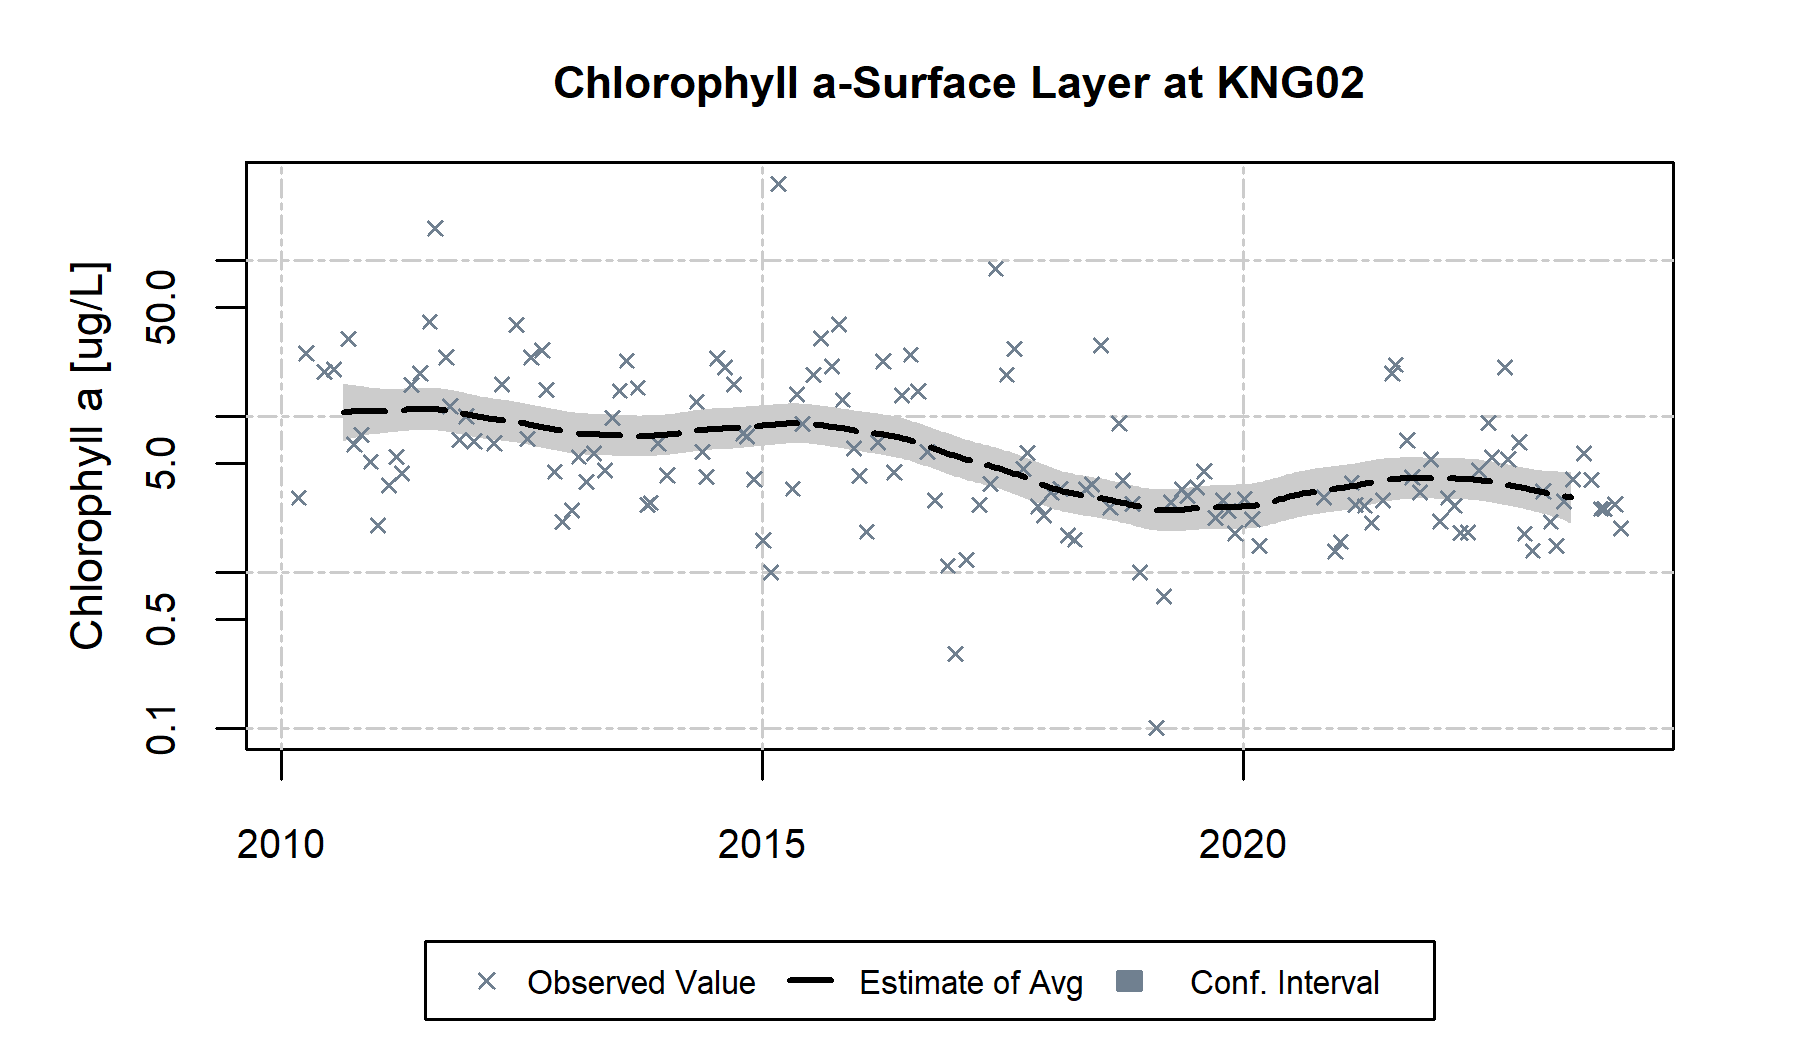 Chlorophyll a-Surface Layer at KNG02
Chlorophyll a [ug/L]
50.0
5.0
0.5
0.1
2010 2015 2020
Observed Value Estimate of Avg Conf. Interval